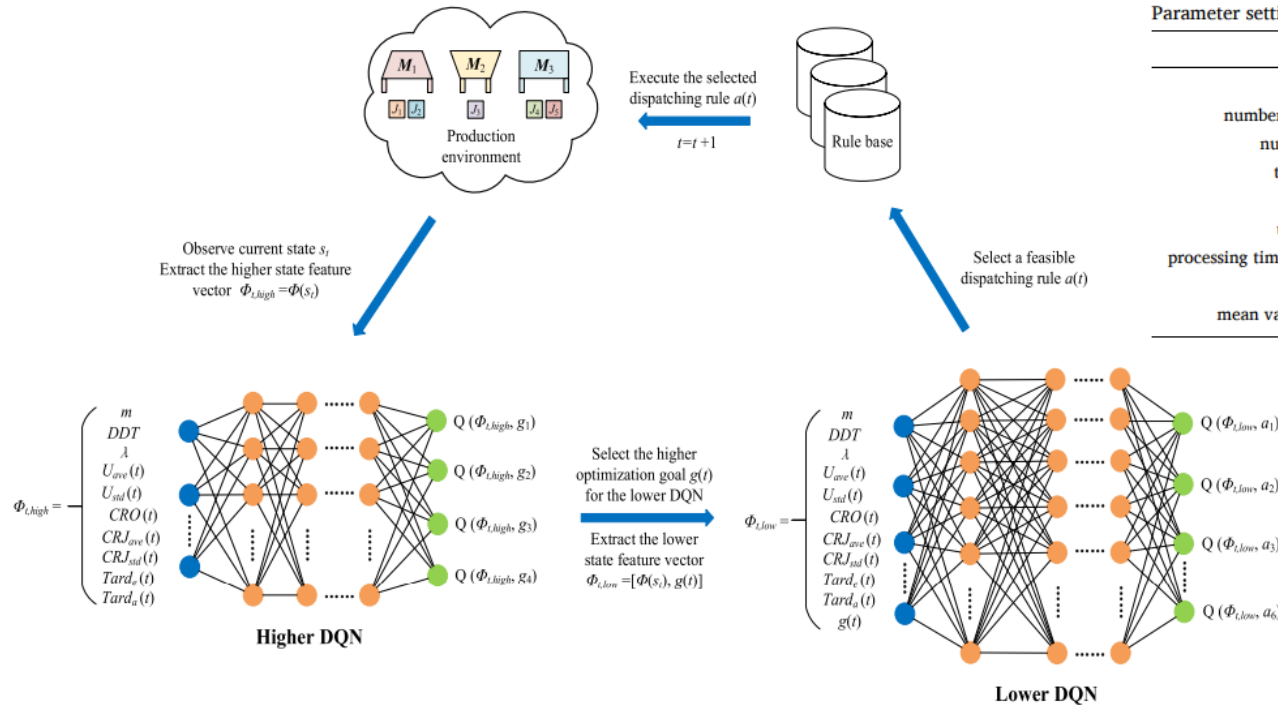 M₁
M₂
M₃
J₁
J₂
J₃
J₄
J₅
Production
environment
Execute the selected
dispatching rule a(t)
t=t +1
Rule base
Parameter setti
number
nu
t
processing tim
mean va
Observe current state sₜ
Extract the higher state feature
vector Φt,high =Φ(sₜ)
Select a feasible
dispatching rule a(t)
Φt,high =
m
DDT
λ
Uave(t)
Ustd(t)
CRO(t)
CRJave(t)
CRJstd(t)
Tarde(t)
Tarda(t)
Q (Φt,high, g₁)
Q (Φt,high, g₂)
Q (Φt,high, g₃)
Q (Φt,high, g₄)
Higher DQN
Select the higher
optimization goal g(t)
for the lower DQN
Extract the lower
state feature vector
Φt,low =[Φ(sₜ), g(t)]
Φt,low =
m
DDT
λ
Uave(t)
Ustd(t)
CRO(t)
CRJave(t)
CRJstd(t)
Tarde(t)
Tarda(t)
g(t)
Q (Φt,low, a₁)
Q (Φt,low, a₂)
Q (Φt,low, a₃)
Q (Φt,low, a₆)
Lower DQN